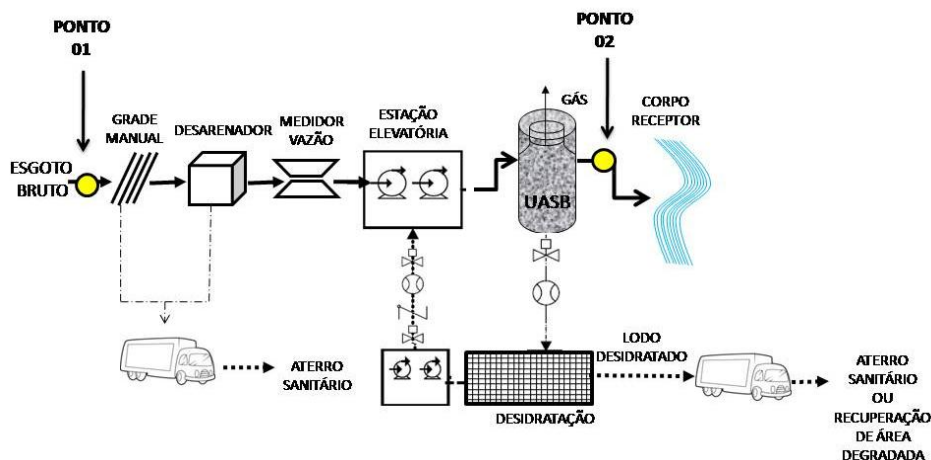 PONTO
01
PONTO
02
GRADE
MANUAL
DESARENADOR
MEDIDOR
VAZÃO
ESTAÇÃO
ELEVATÓRIA
GÁS
CORPO
RECEPTOR
ESGOTO
BRUTO
UASB
ATERRO
SANITÁRIO
LODO
DESIDRATADO
DESIDRATAÇÃO
ATERRO
SANITÁRIO
OU
RECUPERAÇÃO
DE ÁREA
DEGRADADA